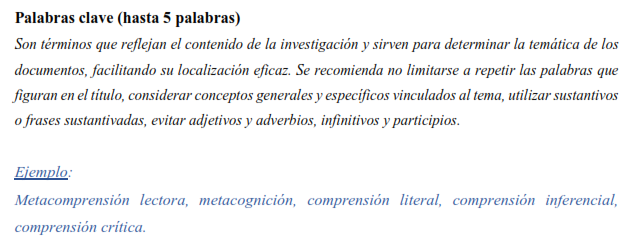 Palabras clave (hasta 5 palabras)
Son términos que reflejan el contenido de la investigación y sirven para determinar la temática de los
documentos, facilitando su localización eficaz. Se recomienda no limitarse a repetir las palabras que
figuran en el título, considerar conceptos generales y específicos vinculados al tema, utilizar sustantivos
o frases sustantivadas, evitar adjetivos y adverbios, infinitivos y participios.
Ejemplo:
Metacomprensión lectora, metacognición, comprensión literal, comprensión inferencial,
comprensión crítica.